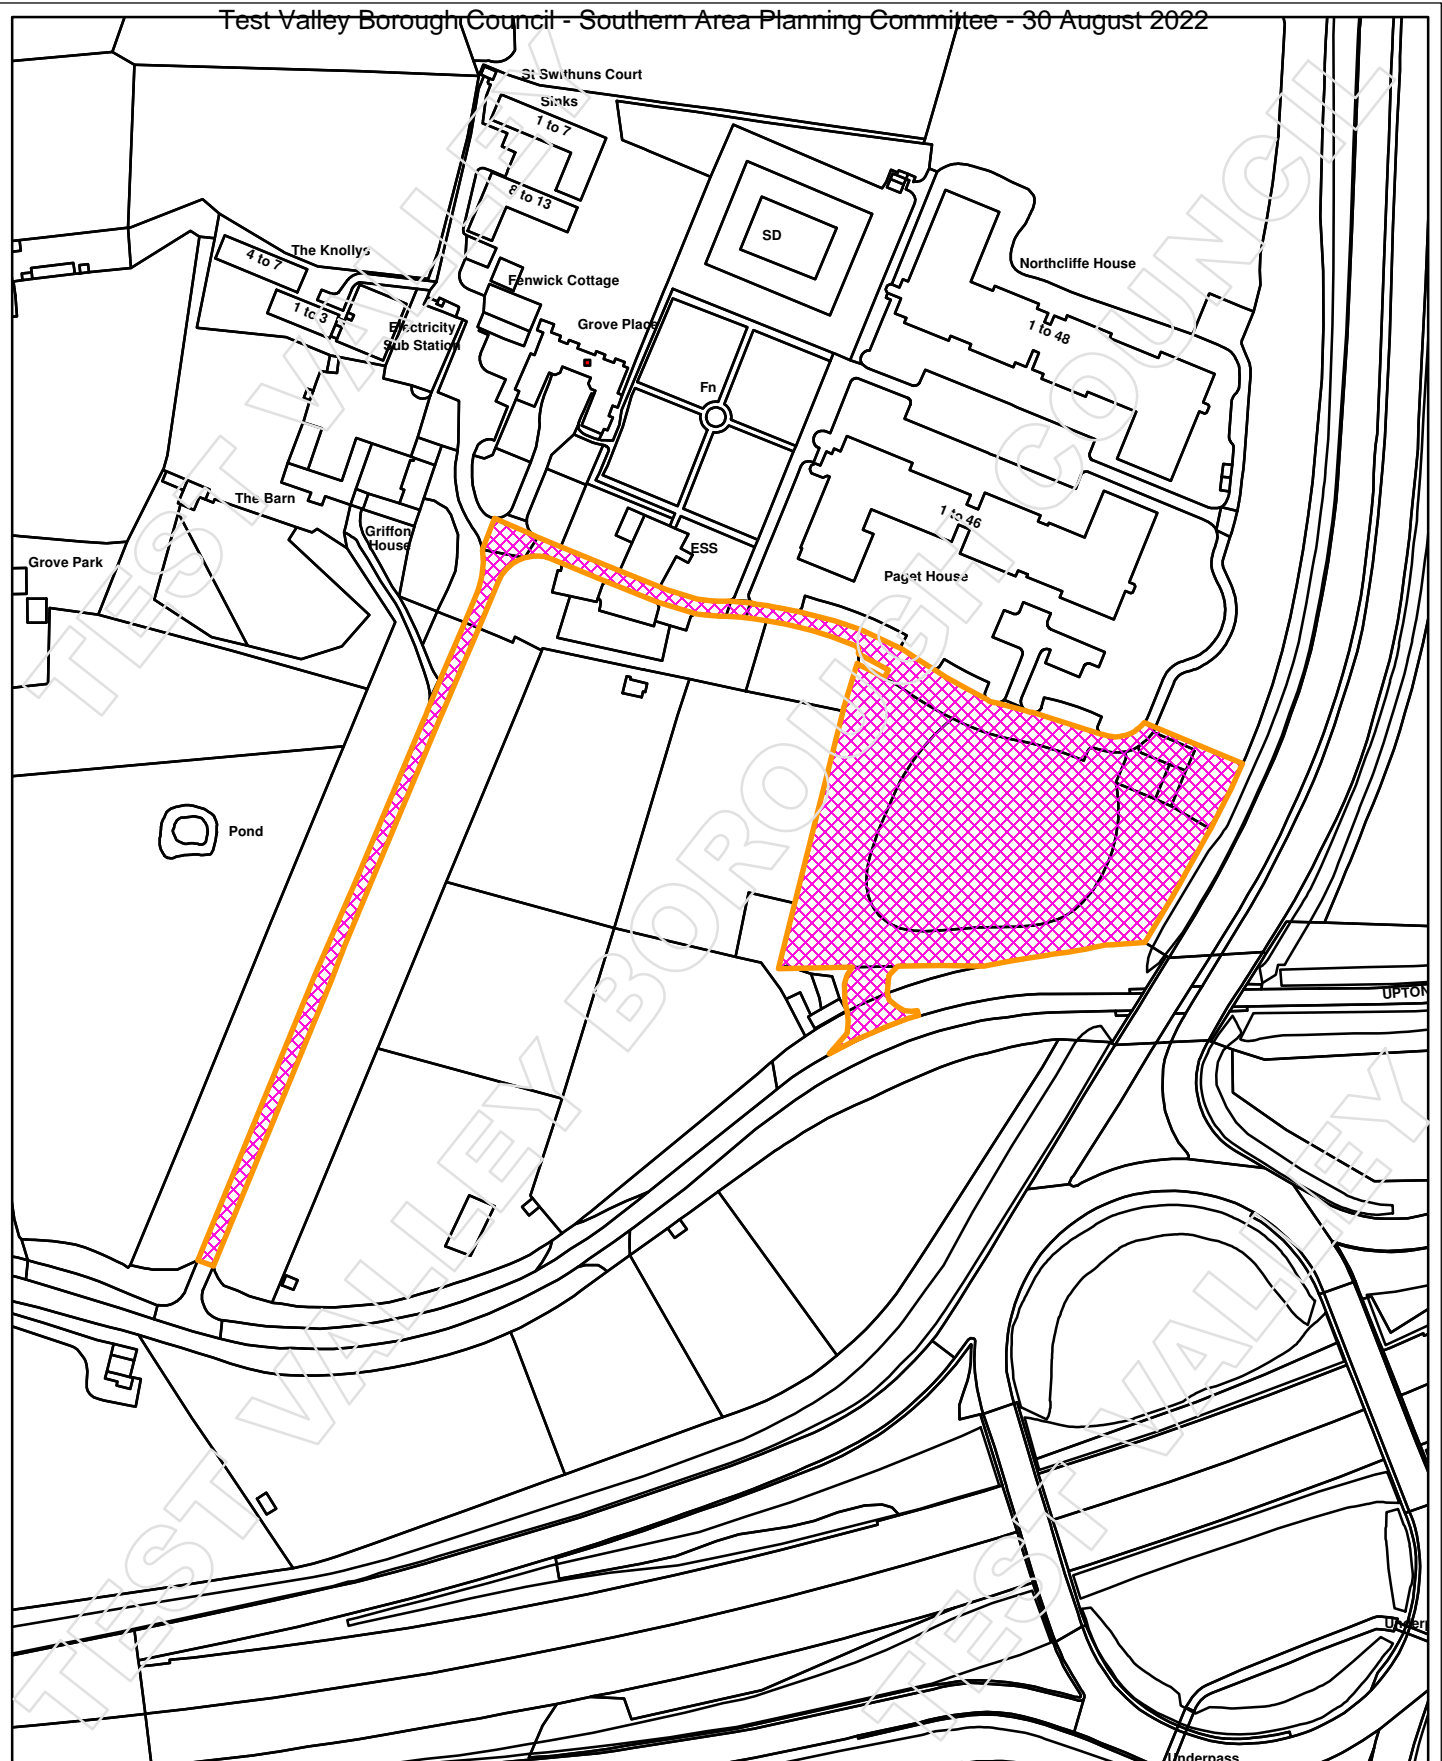 Test Valley Borough Council - Southern Area Planning Committee - 30 August 2022
St Swithuns Court
Sinks
1 to 7
8 to 13
The Knollys
4 to 7
1 to 3
Fenwick Cottage
Electricity
Sub Station
Grove Place
SD
Fn
Northcliffe House
1 to 48
The Barn
Griffon
House
Grove Park
ESS
1 to 46
Paget House
Pond
UPTON
Underpass
TEST VALLEY
TEST VALLEY BOROUGH COUNCIL
TEST VALLEY